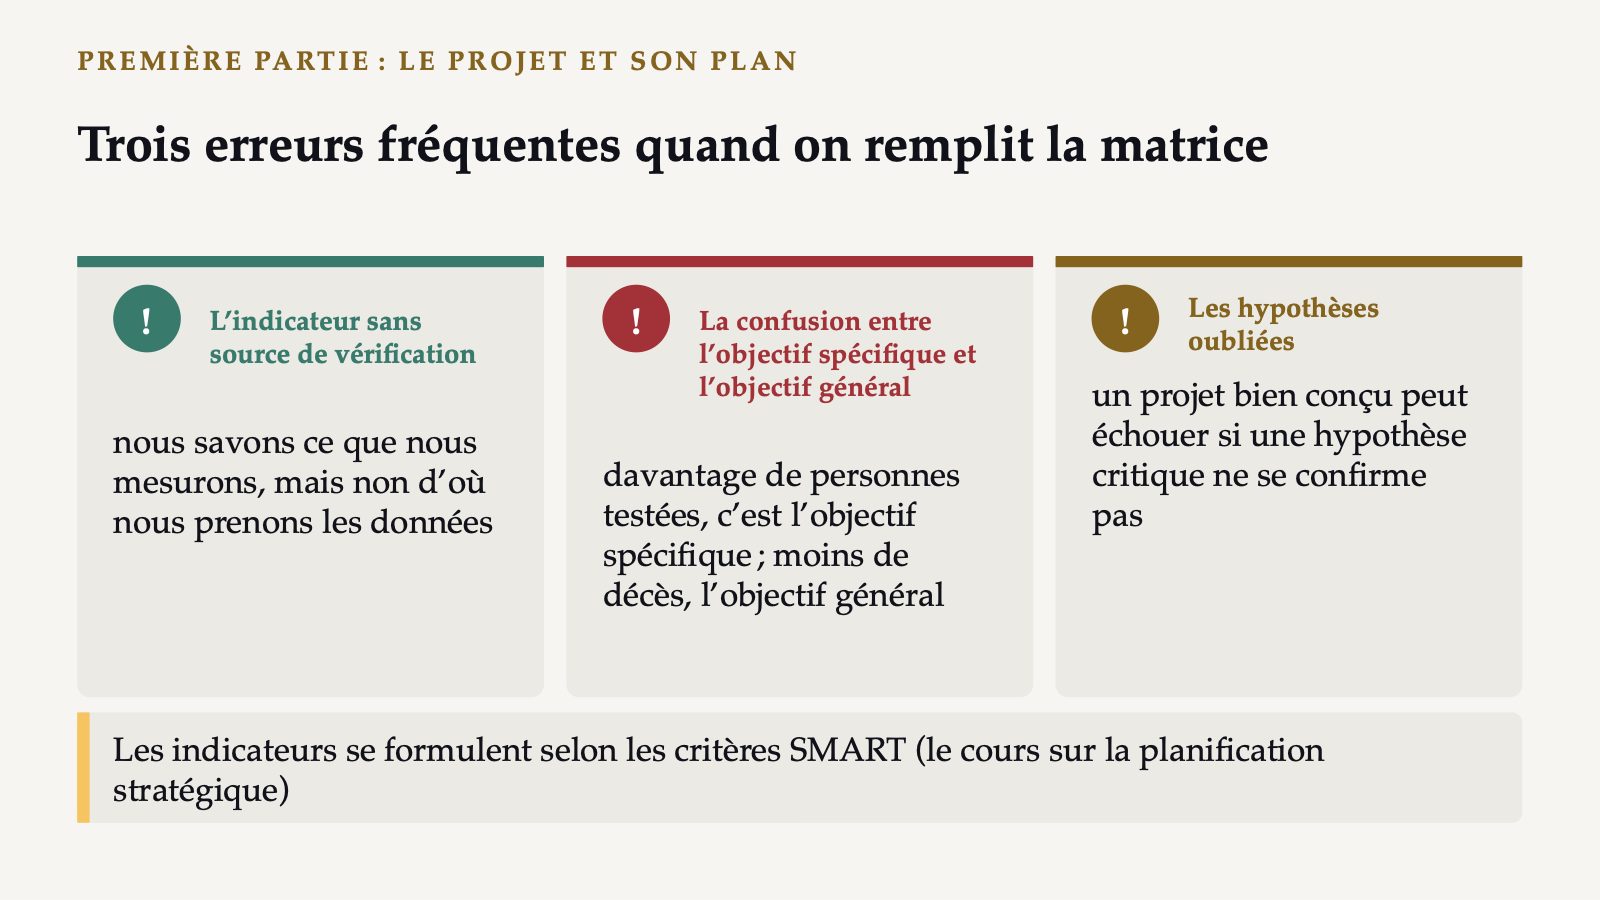 PREMIÈRE PARTIE : LE PROJET ET SON PLAN
Trois erreurs fréquentes quand on remplit la matrice
!
L’indicateur sans
source de vérification
nous savons ce que nous
mesurons, mais non d’où
nous prenons les données
!
La confusion entre
l’objectif spécifique et
l’objectif général
davantage de personnes
testées, c’est l’objectif
spécifique ; moins de
décès, l’objectif général
!
Les hypothèses
oubliées
un projet bien conçu peut
échouer si une hypothèse
critique ne se confirme
pas
Les indicateurs se formulent selon les critères SMART (le cours sur la planification
stratégique)